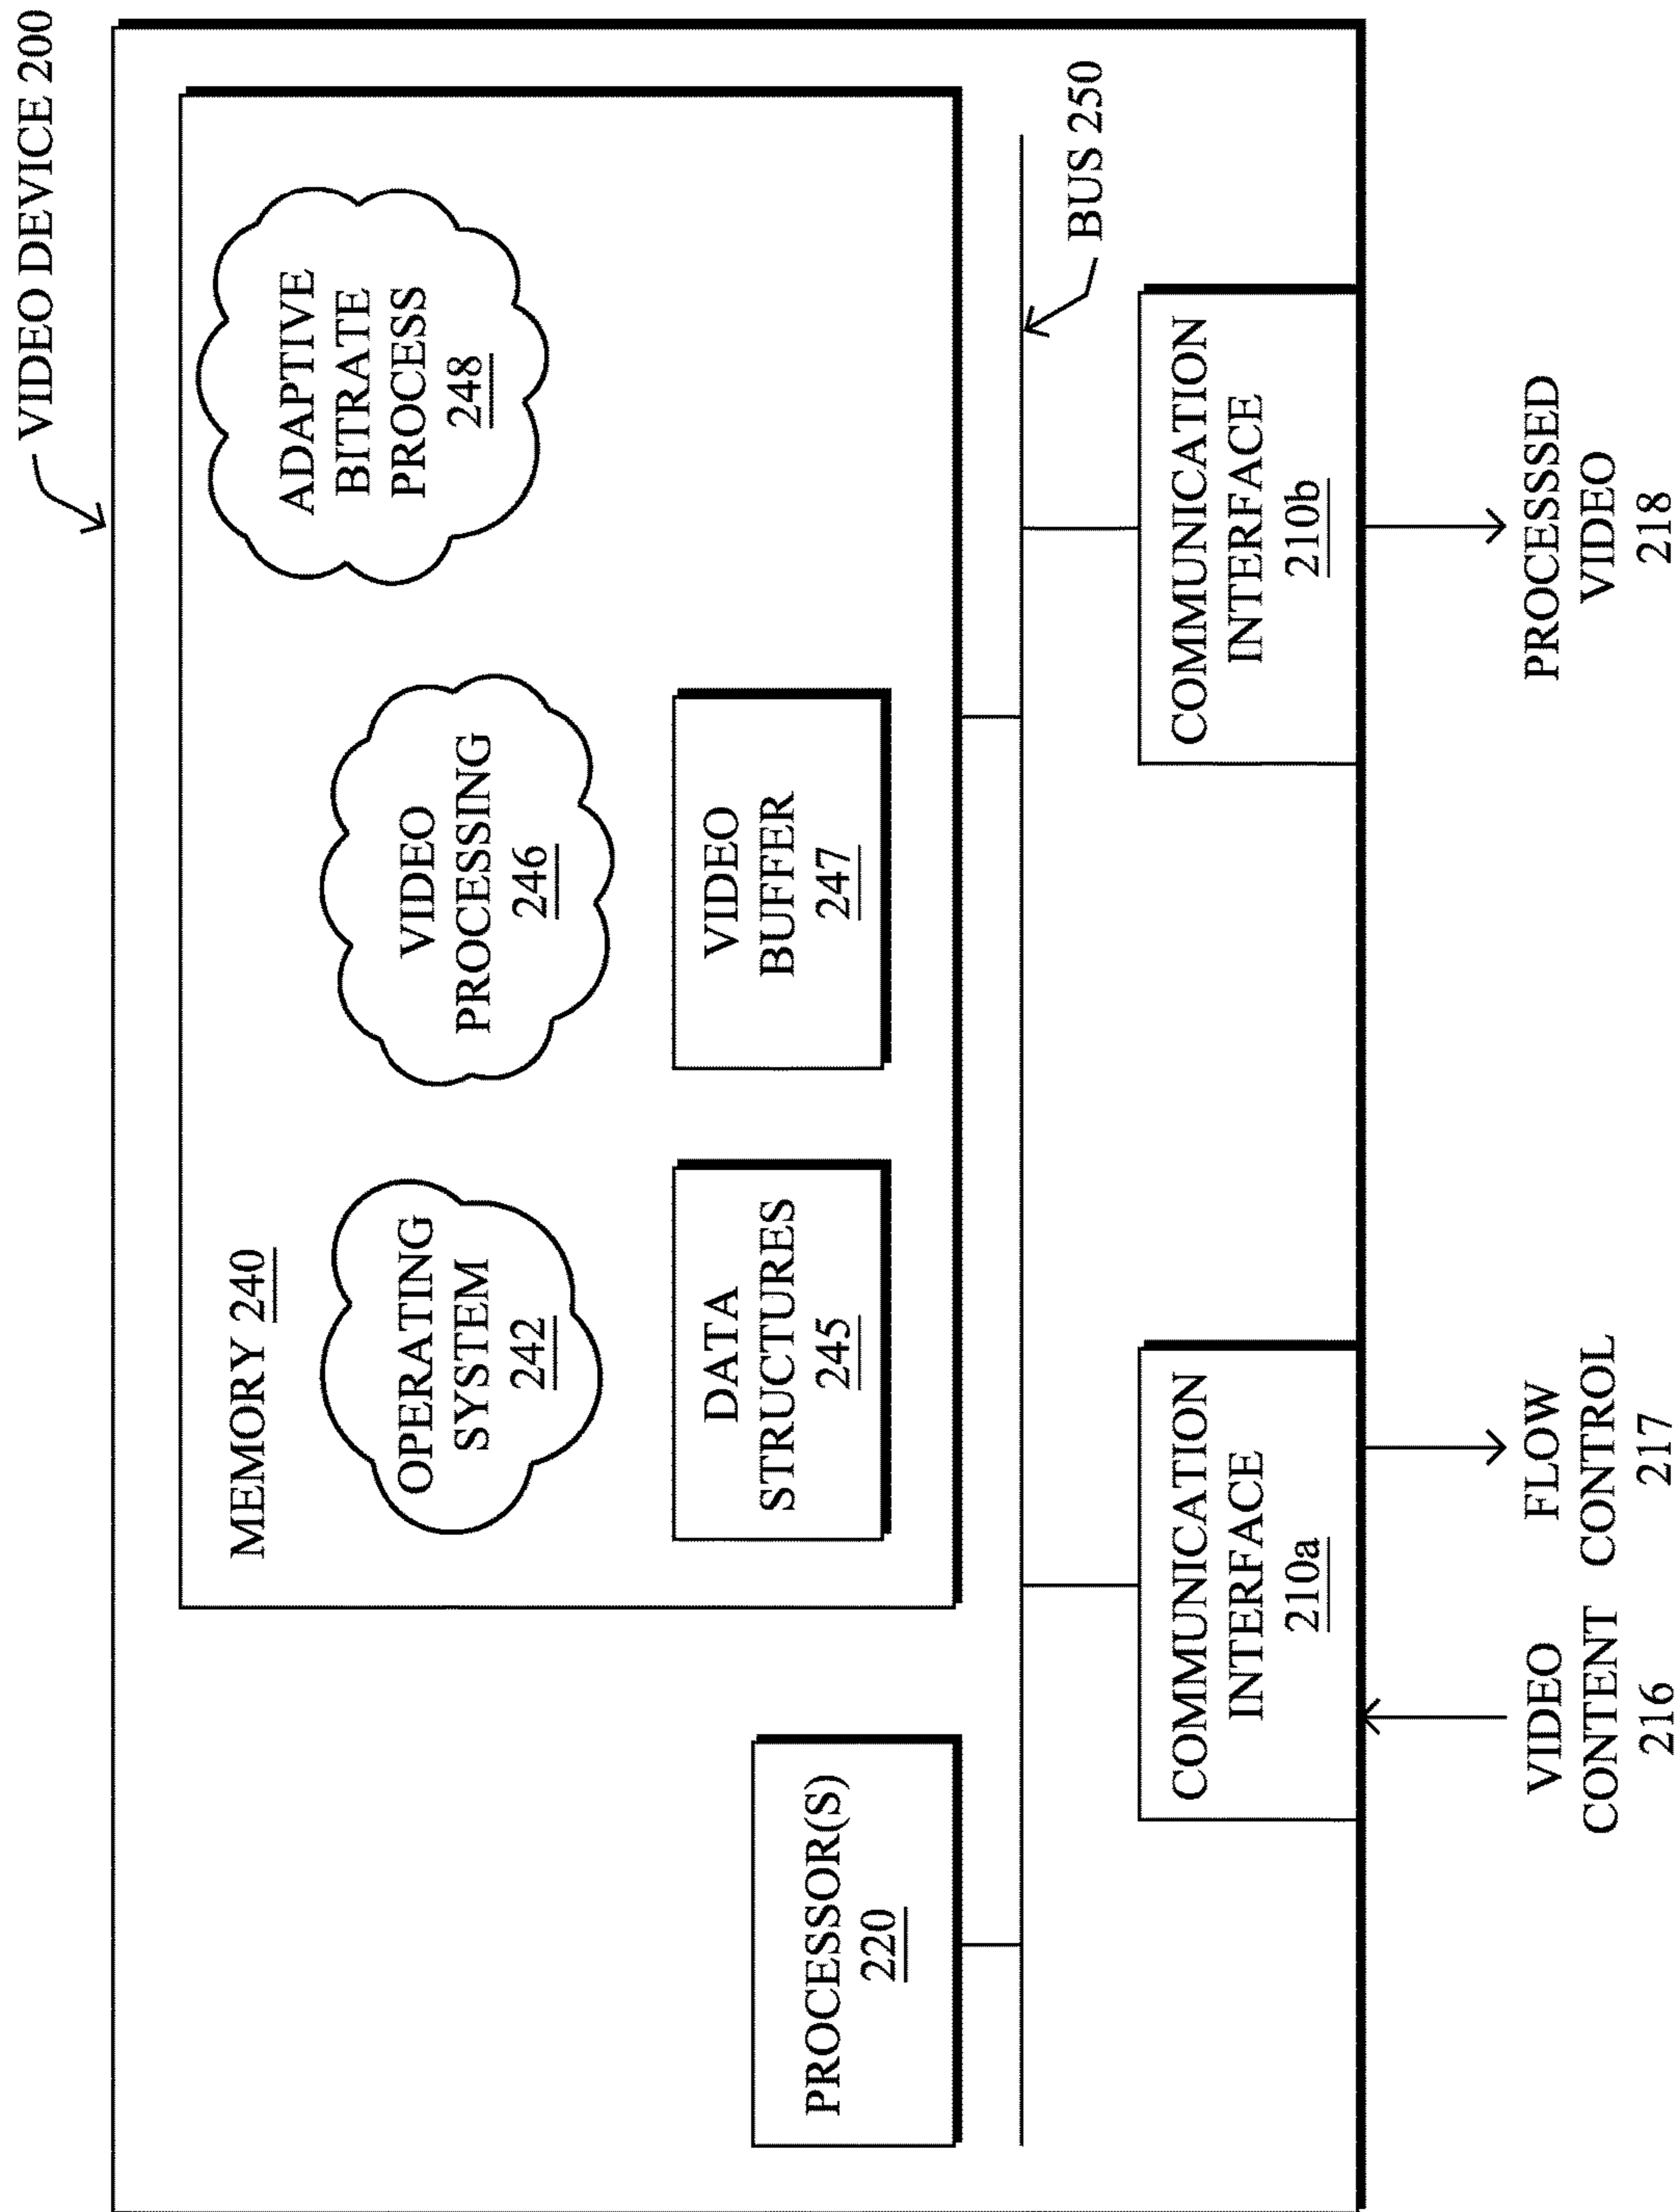 VIDEO DEVICE 200
MEMORY 240
OPERATING
SYSTEM
242
VIDEO
PROCESSING
246
ADAPTIVE
BITRATE
PROCESS
248
DATA
STRUCTURES
245
VIDEO
BUFFER
247
PROCESSOR(S)
220
BUS 250
COMMUNICATION
INTERFACE
210a
COMMUNICATION
INTERFACE
210b
VIDEO
CONTENT
216
FLOW
CONTROL
217
PROCESSED
VIDEO
218